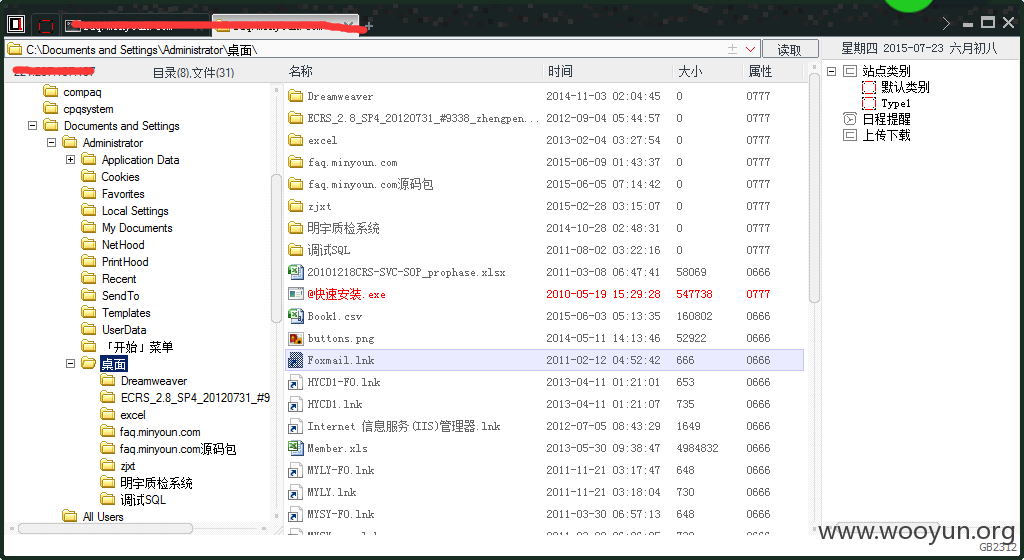 C:\Documents and Settings\Administrator\桌面\
读取
星期四 2015-07-23 六月初八
目录(8),文件(31)
名称 时间 大小 属性
compaq
cpqsystem
Documents and Settings
Administrator
Application Data
Cookies
Favorites
Local Settings
My Documents
NetHood
PrintHood
Recent
SendTo
Templates
UserData
「开始」菜单
桌面
Dreamweaver
ECRS_2.8_SP4_20120731_#9
excel
faq.minyoun.com
faq.minyoun.com源码包
zjxt
明宇质检系统
调试SQL
All Users
Dreamweaver 2014-11-03 02:04:45 0 0777
ECRS_2.8_SP4_20120731_#9338_zhengpen... 2012-09-04 05:44:57 0 0777
excel 2013-02-04 03:27:54 0 0777
faq.minyoun.com 2015-06-09 01:43:37 0 0777
faq.minyoun.com源码包 2015-06-05 07:14:42 0 0777
zjxt 2015-02-28 03:15:07 0 0777
明宇质检系统 2014-10-28 02:48:31 0 0777
调试SQL 2011-08-02 03:22:16 0 0777
20101218CRS-SVC-SOP_prophase.xlsx 2011-03-08 06:47:41 58069 0666
@快速安装.exe 2010-05-19 15:29:28 547738 0777
Book1.csv 2015-06-03 05:13:35 160802 0666
buttons.png 2014-05-11 14:13:46 52922 0666
Foxmail.lnk 2011-02-12 04:52:42 666 0666
HYCD1-FO.lnk 2013-04-11 01:21:01 653 0666
HYCD1.lnk 2013-04-11 01:21:07 735 0666
Internet 信息服务(IIS)管理器.lnk 2012-07-05 08:43:29 1649 0666
Member.xls 2013-05-30 09:38:47 4984832 0666
MYLY-FO.lnk 2011-11-21 03:17:47 648 0666
MYLY.lnk 2011-11-21 03:18:04 730 0666
MYSY-FO.lnk 2011-03-30 06:57:13 648 0666
站点类别
默认类别
Type1
日程提醒
上传下载
www.wooyun.org
GB2312